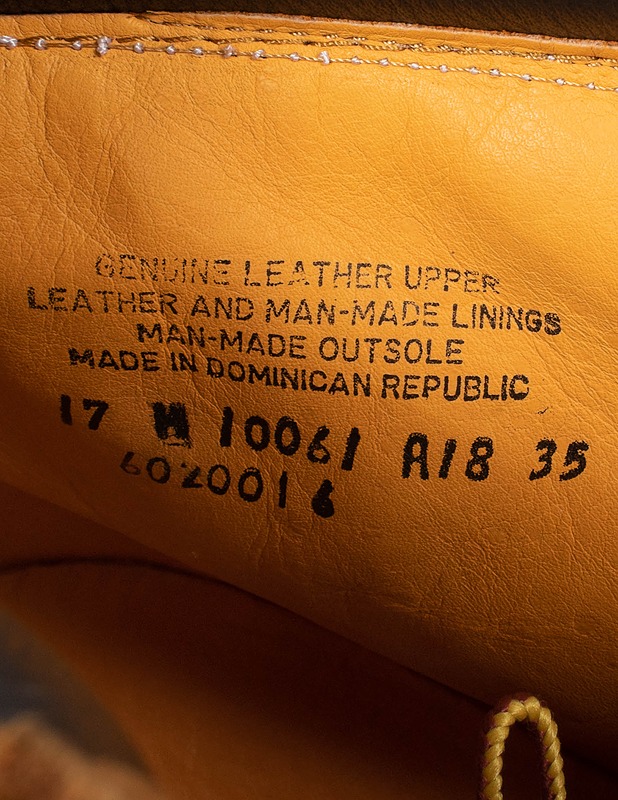 GENUINE LEATHER UPPER
LEATHER AND MAN-MADE LININGS
MAN-MADE OUTSOLE
MADE IN DOMINICAN REPUBLIC
17 W 10061 A18 35
6020016